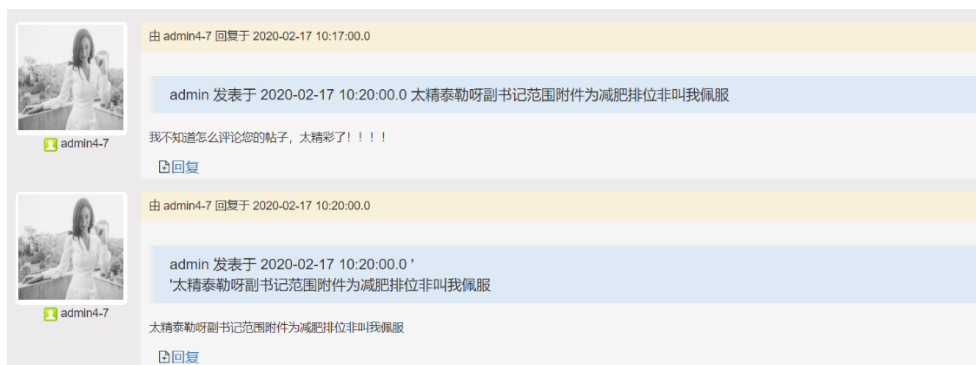 由 admin4-7 回复于 2020-02-17 10:17:00.0
admin 发表于 2020-02-17 10:20:00.0 太精泰勒呀副书记范围附件为减肥排位非叫我佩服
我不知道怎么评论您的帖子，太精彩了！！！！
admin4-7
回复
由 admin4-7 回复于 2020-02-17 10:20:00.0
admin 发表于 2020-02-17 10:20:00.0 '
'太精泰勒呀副书记范围附件为减肥排位非叫我佩服
admin4-7
太精泰勒呀副书记范围附件为减肥排位非叫我佩服
回复